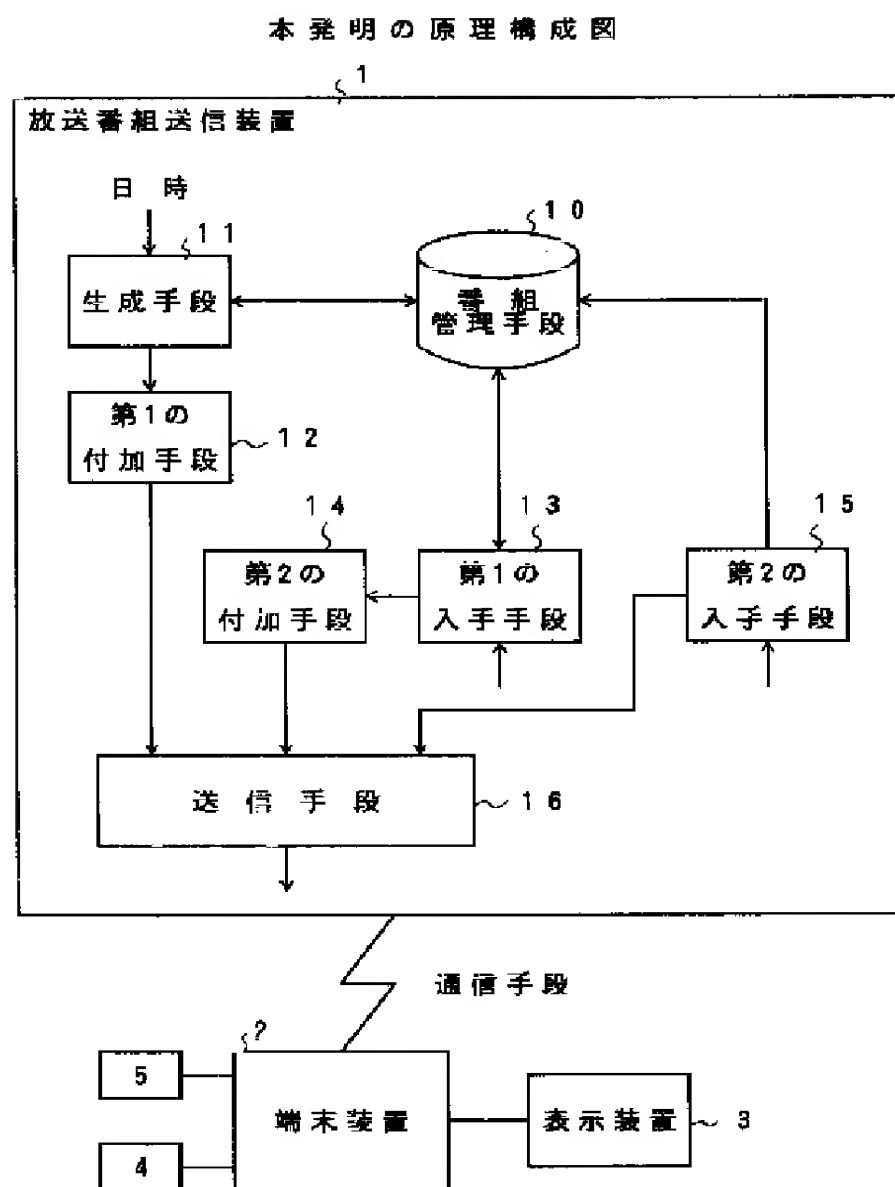 本発明の原理構成図
1
放送番組送信装置
日時
11
生成手段
10
番組
管理手段
第1の
付加手段
12
14
第2の
付加手段
13
第1の
入手手段
15
第2の
入手手段
送信手段
16
通信手段
2
5
端末装置
表示装置
3
4